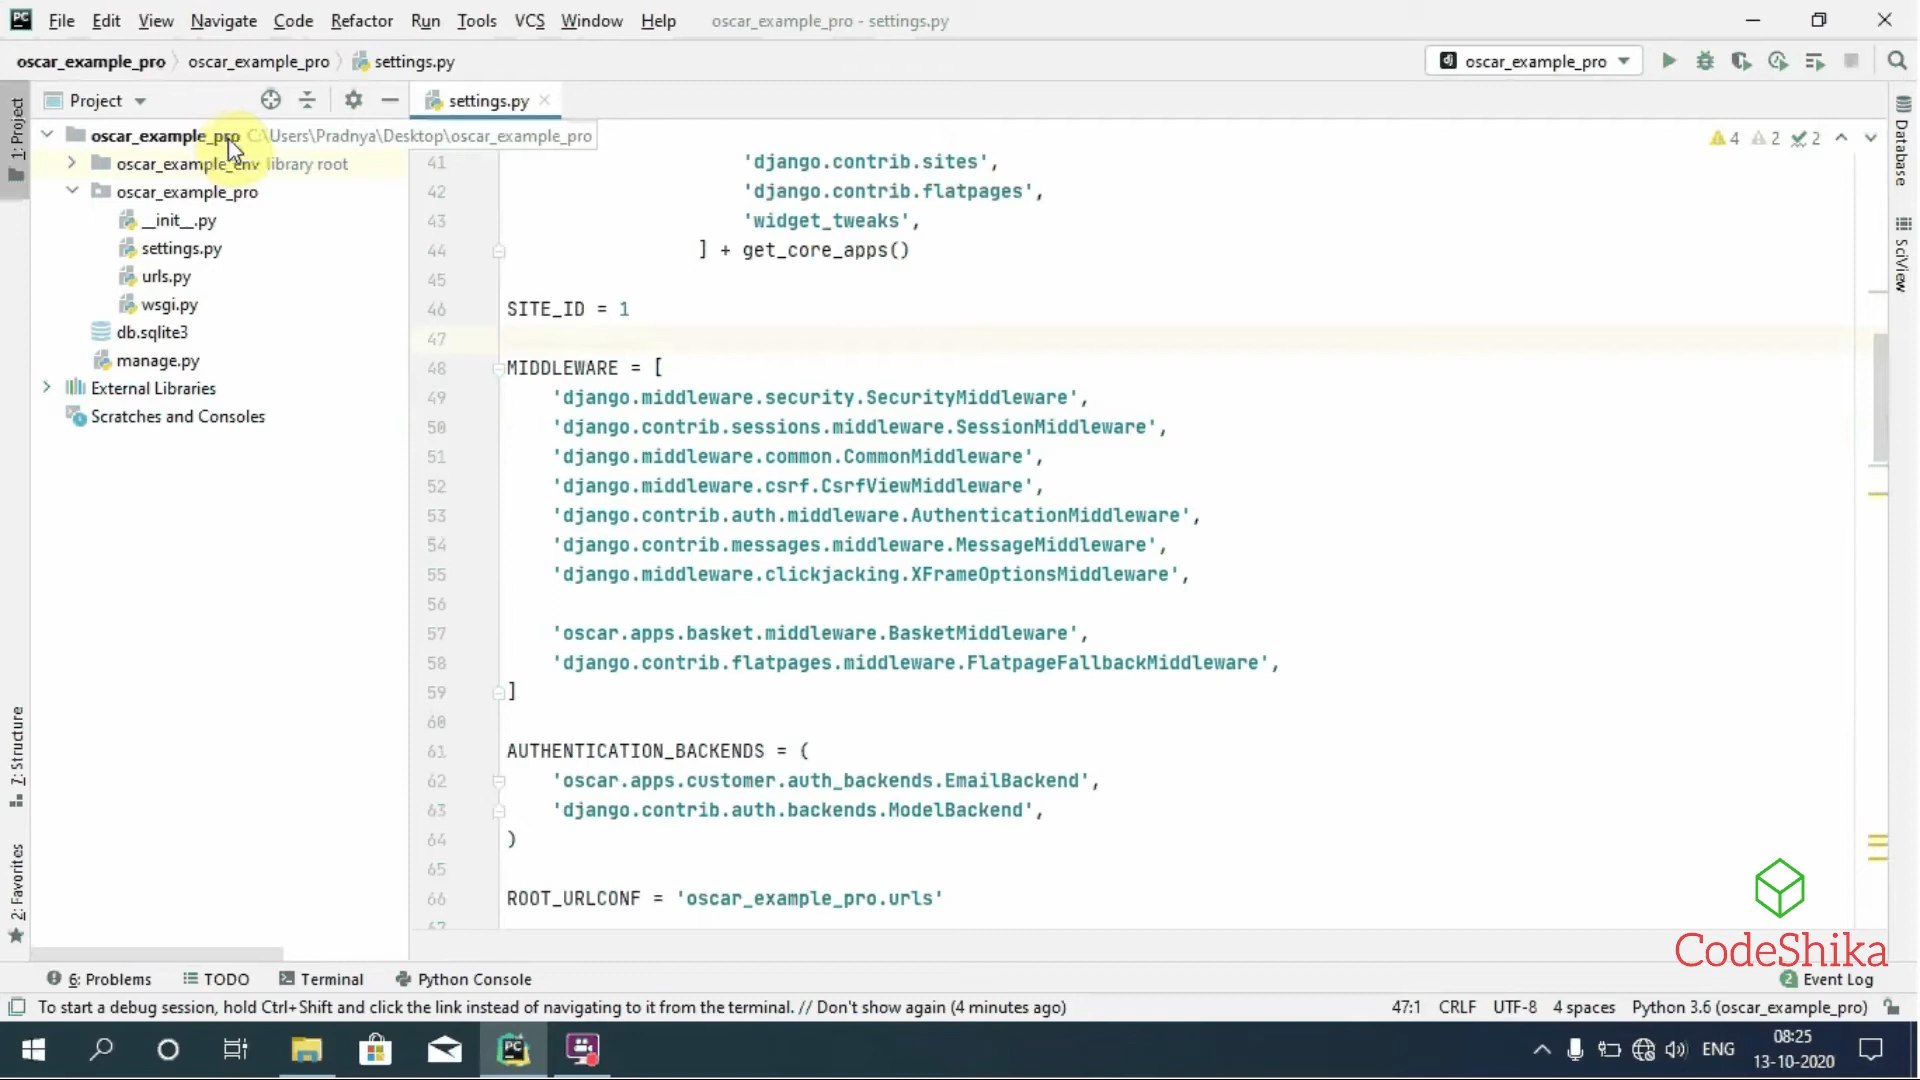 File Edit View Navigate Code Refactor Run Tools VCS Window Help oscar_example_pro - settings.py
oscar_example_pro oscar_example_pro settings.py oscar_example_pro
1: Project
Project
settings.py
oscar_example_pro C:\Users\Pradnya\Desktop\oscar_example_pro
oscar_example_env library root
oscar_example_pro
__init__.py
settings.py
urls.py
wsgi.py
db.sqlite3
manage.py
External Libraries
Scratches and Consoles
4 2 2
41 'django.contrib.sites',
42 'django.contrib.flatpages',
43 'widget_tweaks',
44 ] + get_core_apps()
45
46 SITE_ID = 1
47
48 MIDDLEWARE = [
49 'django.middleware.security.SecurityMiddleware',
50 'django.contrib.sessions.middleware.SessionMiddleware',
51 'django.middleware.common.CommonMiddleware',
52 'django.middleware.csrf.CsrfViewMiddleware',
53 'django.contrib.auth.middleware.AuthenticationMiddleware',
54 'django.contrib.messages.middleware.MessageMiddleware',
55 'django.middleware.clickjacking.XFrameOptionsMiddleware',
56
57 'oscar.apps.basket.middleware.BasketMiddleware',
58 'django.contrib.flatpages.middleware.FlatpageFallbackMiddleware',
59 ]
60
61 AUTHENTICATION_BACKENDS = (
62 'oscar.apps.customer.auth_backends.EmailBackend',
63 'django.contrib.auth.backends.ModelBackend',
64 )
65
66 ROOT_URLCONF = 'oscar_example_pro.urls'
67
Database
SciView
7: Structure
2: Favorites
CodeShika
6: Problems TODO Terminal Python Console 2 Event Log
To start a debug session, hold Ctrl+Shift and click the link instead of navigating to it from the terminal. // Don't show again (4 minutes ago) 47:1 CRLF UTF-8 4 spaces Python 3.6 (oscar_example_pro)
ENG 08:25
13-10-2020